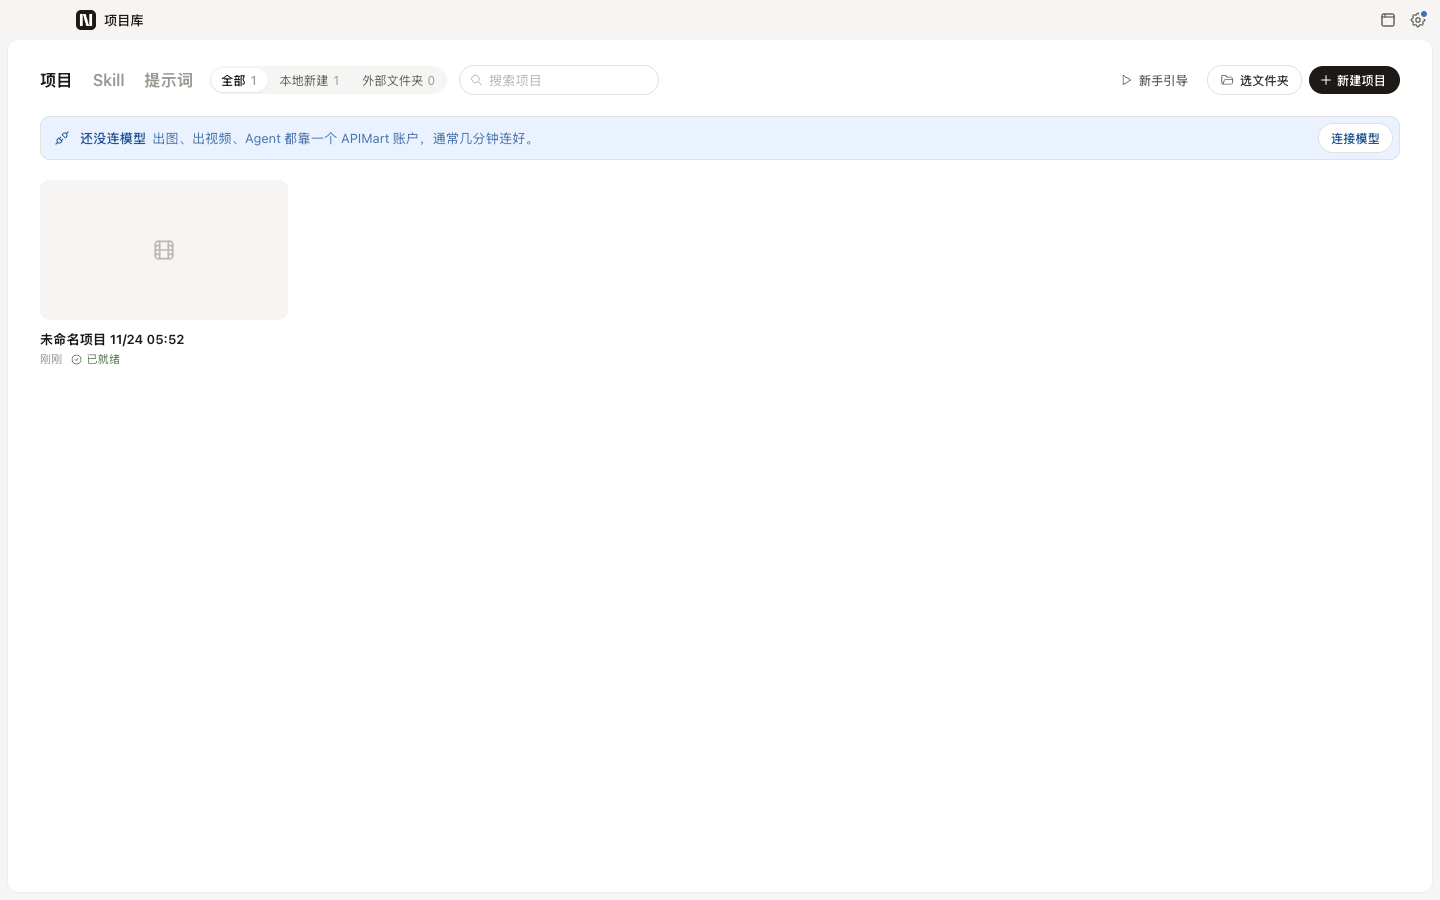 N 项目库
项目 Skill 提示词 全部 1 本地新建 1 外部文件夹 0 搜索项目 新手引导 选文件夹 新建项目
还没连模型 出图、出视频、Agent 都靠一个 APIMart 账户，通常几分钟连好。 连接模型
未命名项目 11/24 05:52
刚刚 已就绪